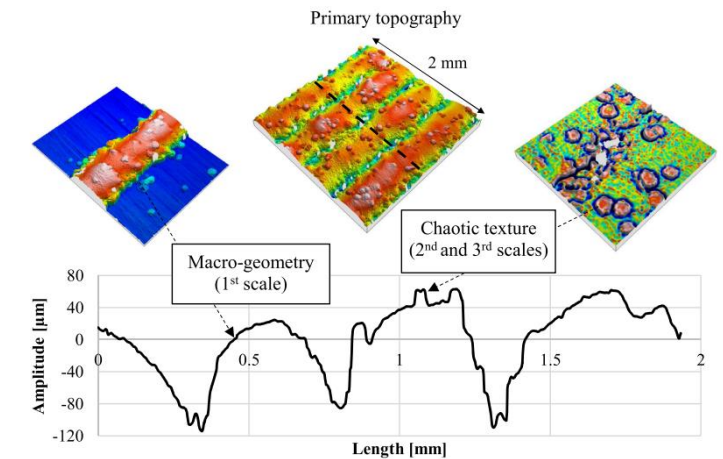 Primary topography
2 mm
Macro-geometry
(1st scale)
Chaotic texture
(2nd and 3rd scales)
80
40
0
-40
-80
-120
0
0.5
1
1.5
2
Amplitude [µm]
Length [mm]